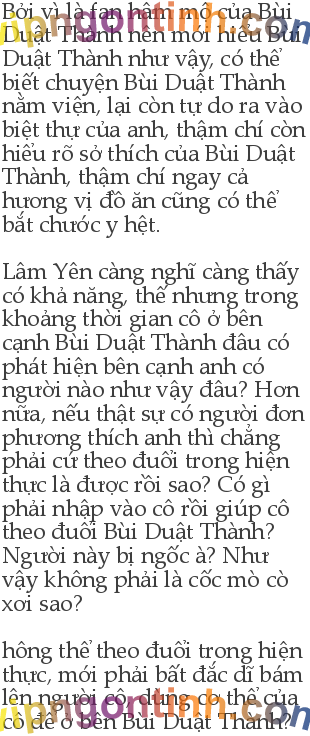 Bởi vì là fan hâm mộ của Bùi
Duật Thành nên mới hiểu Bùi
Duật Thành như vậy, có thể
biết chuyện Bùi Duật Thành
nằm viện, lại còn tự do ra vào
biệt thự của anh, thậm chí còn
hiểu rõ sở thích của Bùi Duật
Thành, thậm chí ngay cả
hương vị đồ ăn cũng có thể
bắt chước y hệt.

Lâm Yên càng nghĩ càng thấy
có khả năng, thế nhưng trong
khoảng thời gian cô ở bên
cạnh Bùi Duật Thành đâu có
phát hiện bên cạnh anh có
người nào như vậy đâu? Hơn
nữa, nếu thật sự có người đơn
phương thích anh thì chẳng
phải cứ theo đuổi trong hiện
thực là được rồi sao? Có gì
phải nhập vào cô rồi giúp cô
theo đuổi Bùi Duật Thành?
Người này bị ngốc à? Như
vậy không phải là cốc mò cò
xơi sao?

hông thể theo đuổi trong hiện
thực, mới phải bất đắc dĩ bám
lên người cô, dùng cơ thể của
cô để ở bên Bùi Duật Thành?
vipngontinh.com
vipngontinh.com